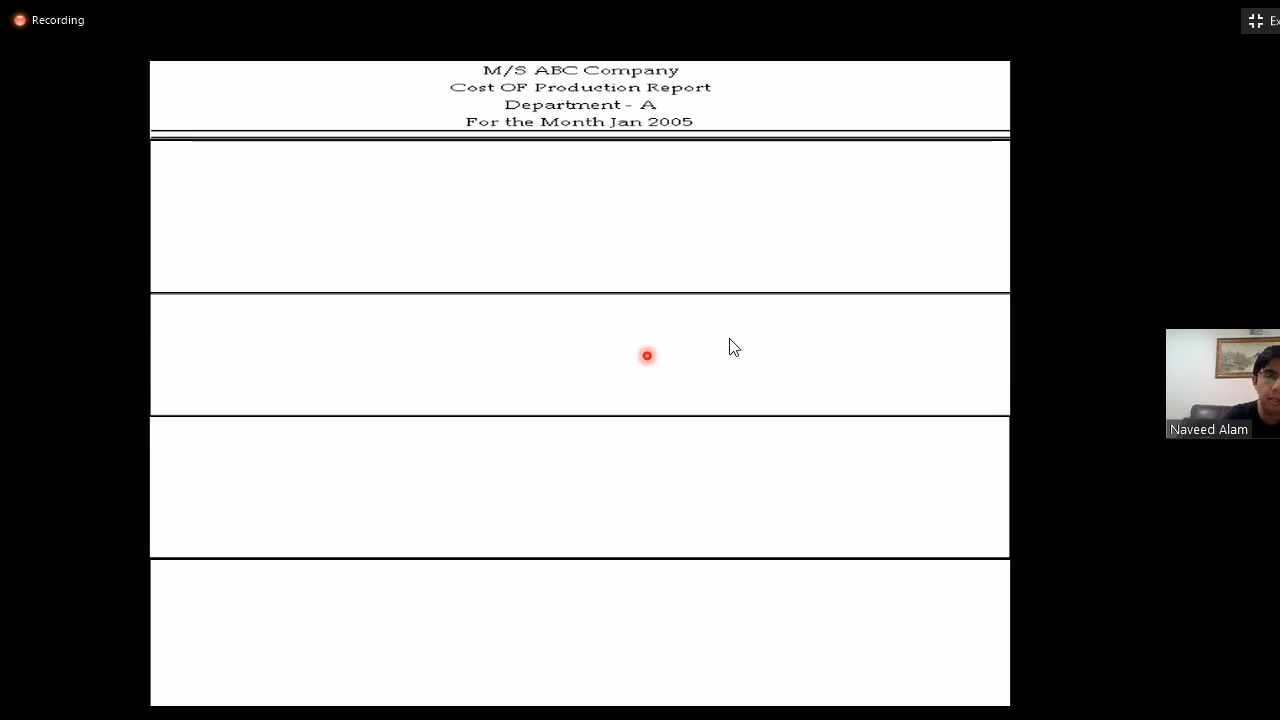 Recording
M/S ABC Company
Cost OF Production Report
Department - A
For the Month Jan 2005
Naveed Alam